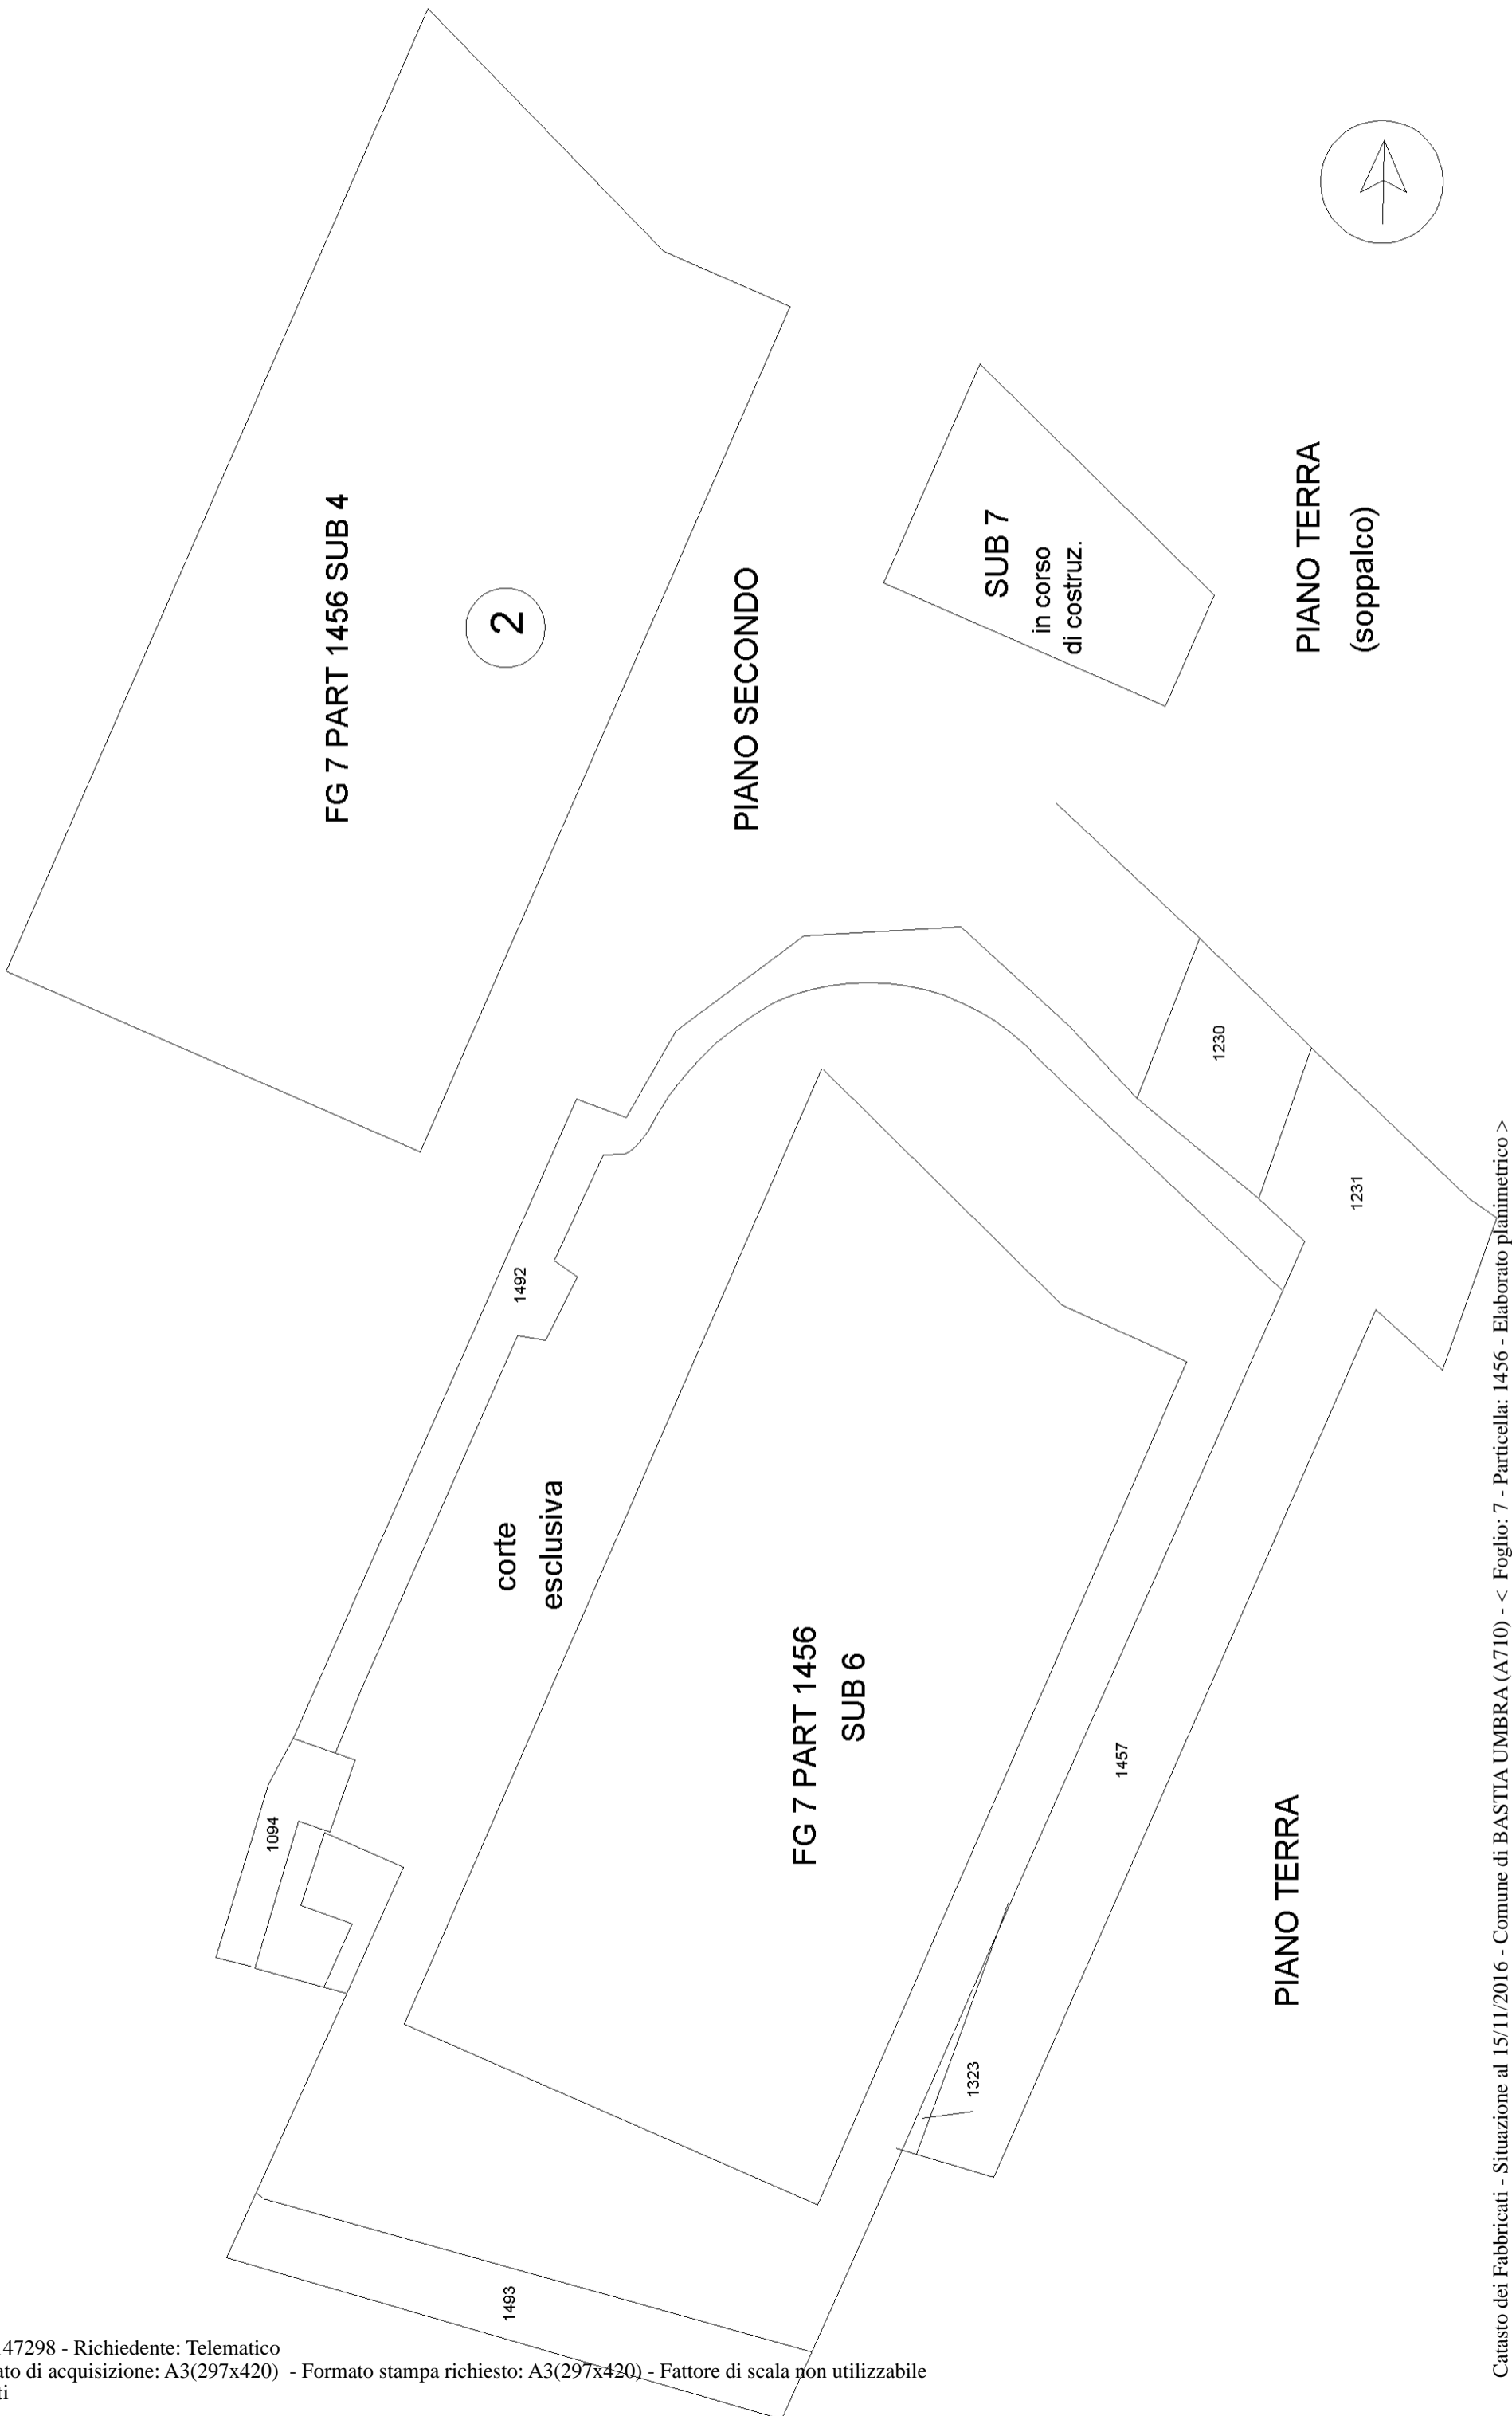 FG 7 PART 1456 SUB 4
2
PIANO SECONDO
SUB 7
in corso
di costruz.
PIANO TERRA
(soppalco)
1230
1231
1492
corte
esclusiva
FG 7 PART 1456
SUB 6
1094
1457
1323
PIANO TERRA
1493
Catasto dei Fabbricati - Situazione al 15/11/2016 - Comune di BASTIA UMBRA (A710) - < Foglio: 7 - Particella: 1456 - Elaborato planimetrico >
47298 - Richiedente: Telematico
ato di acquisizione: A3(297x420) - Formato stampa richiesto: A3(297x420) - Fattore di scala non utilizzabile
ti